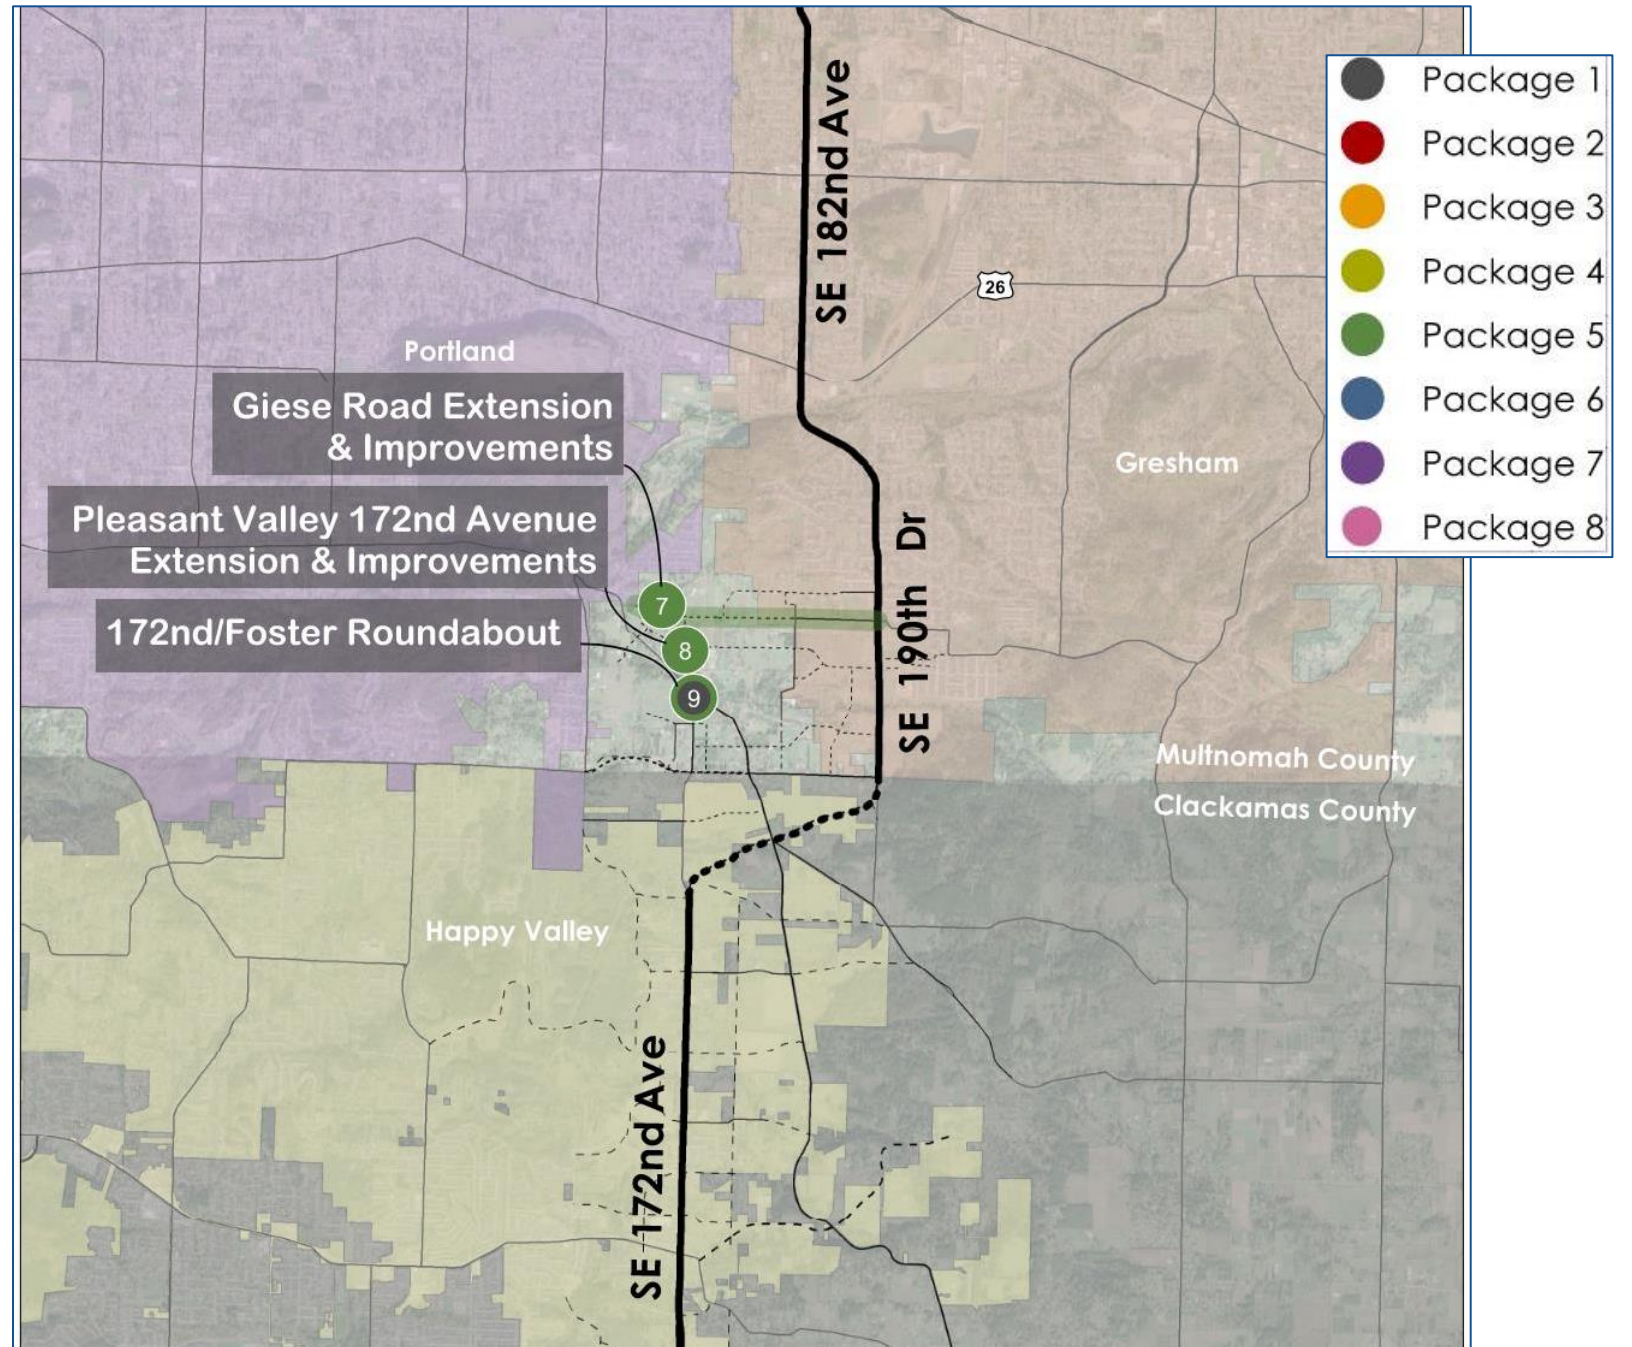 SE 182nd Ave
26
Portland
Giese Road Extension
& Improvements
Gresham
Pleasant Valley 172nd Avenue
Extension & Improvements
172nd/Foster Roundabout
7
8
9
SE 190th Dr
Multnomah County
Clackamas County
Happy Valley
SE 172nd Ave
Package 1
Package 2
Package 3
Package 4
Package 5
Package 6
Package 7
Package 8